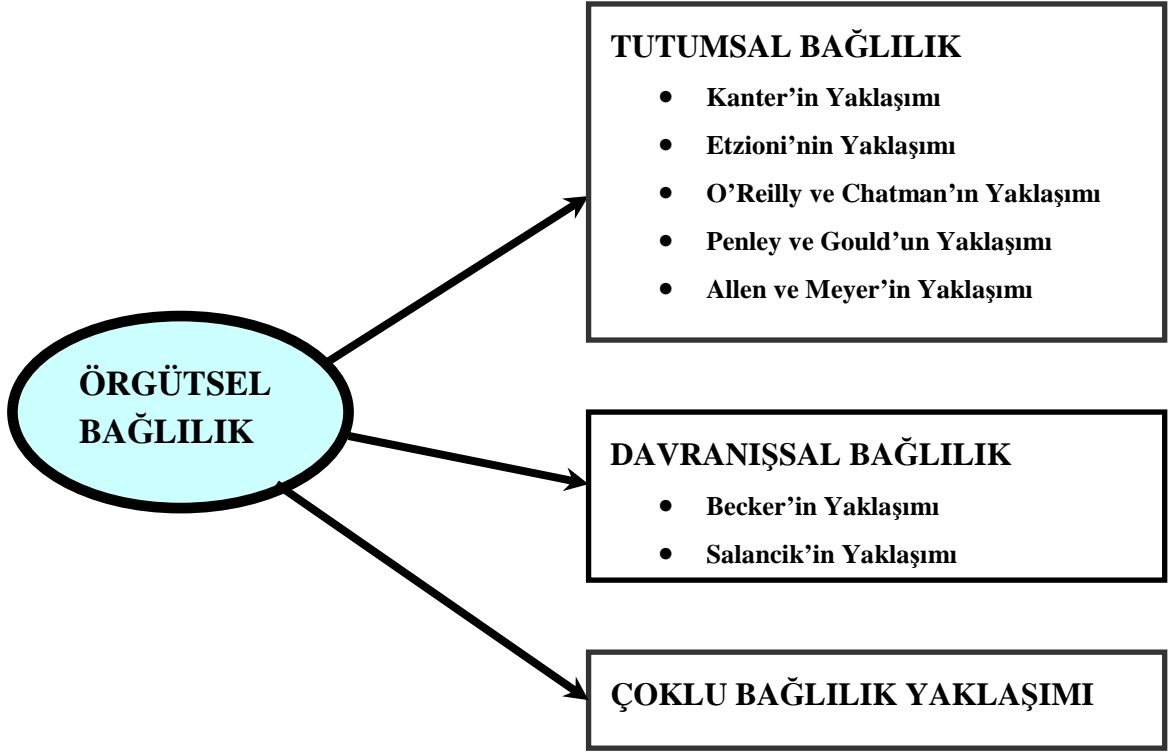 ÖRGÜTSEL
BAĞLILIK
TUTUMSAL BAĞLILIK
• Kanter’in Yaklaşımı
• Etzioni’nin Yaklaşımı
• O’Reilly ve Chatman’ın Yaklaşımı
• Penley ve Gould’un Yaklaşımı
• Allen ve Meyer’in Yaklaşımı
DAVRANIŞSAL BAĞLILIK
• Becker’in Yaklaşımı
• Salancik’in Yaklaşımı
ÇOKLU BAĞLILIK YAKLAŞIMI